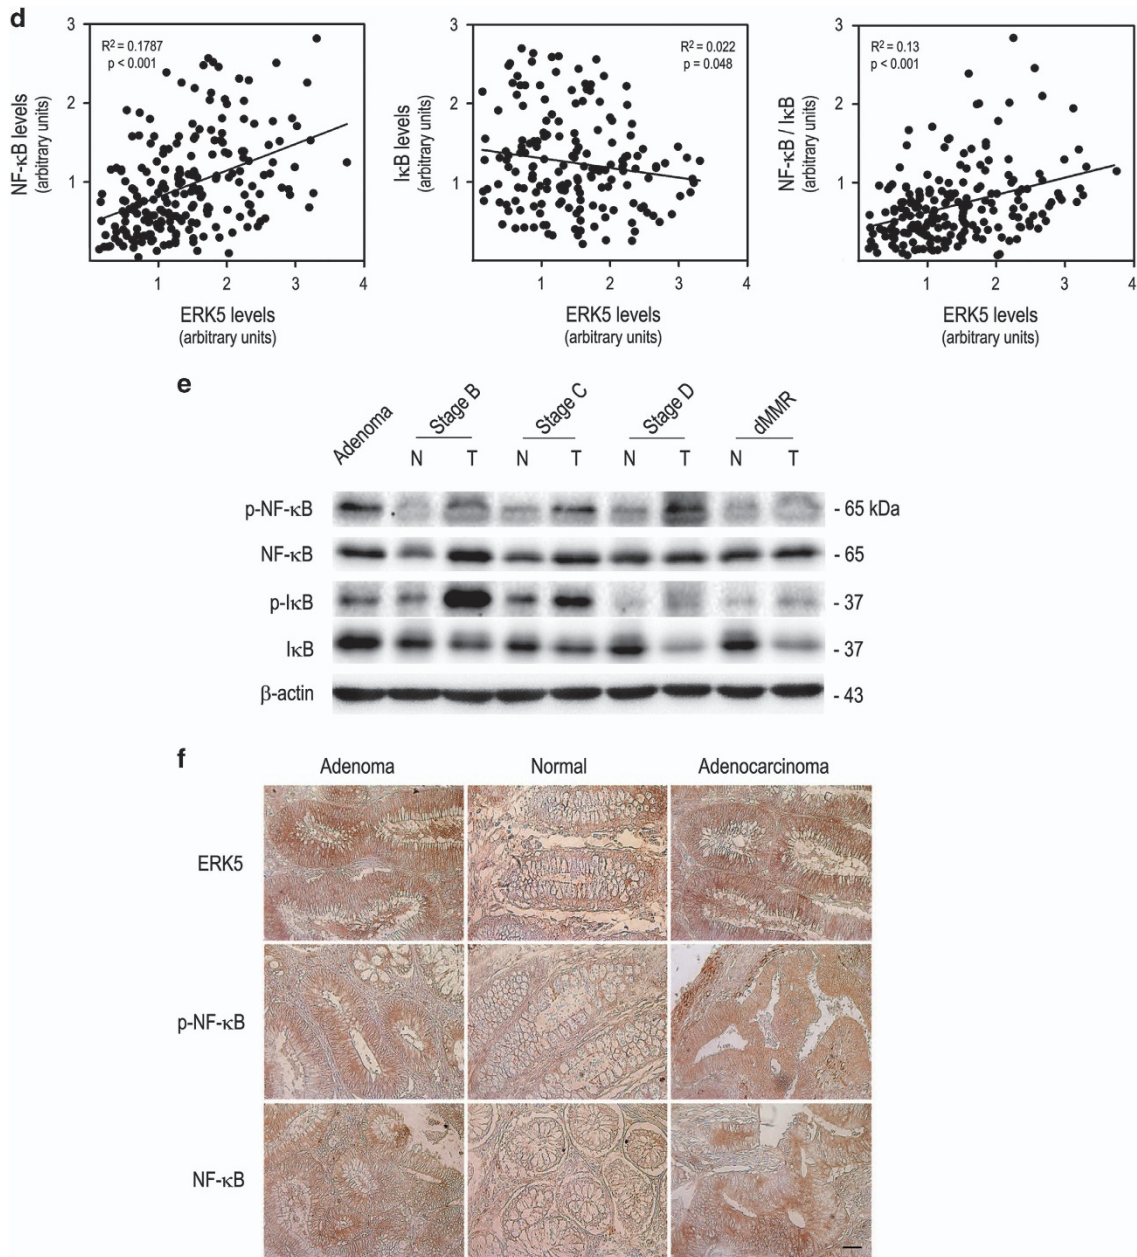 d
3
2
1
R² = 0.1787
p < 0.001
NF-κB levels
(arbitrary units)
1 2 3 4
ERK5 levels
(arbitrary units)
3
2
1
R² = 0.022
p = 0.048
IκB levels
(arbitrary units)
1 2 3 4
ERK5 levels
(arbitrary units)
3
2
1
R² = 0.13
p < 0.001
NF-κB / IκB
(arbitrary units)
1 2 3 4
ERK5 levels
(arbitrary units)
e
Adenoma Stage B Stage C Stage D dMMR
N T N T N T N T
p-NF-κB - 65 kDa
NF-κB - 65
p-IκB - 37
IκB - 37
β-actin - 43
f
Adenoma Normal Adenocarcinoma
ERK5
p-NF-κB
NF-κB